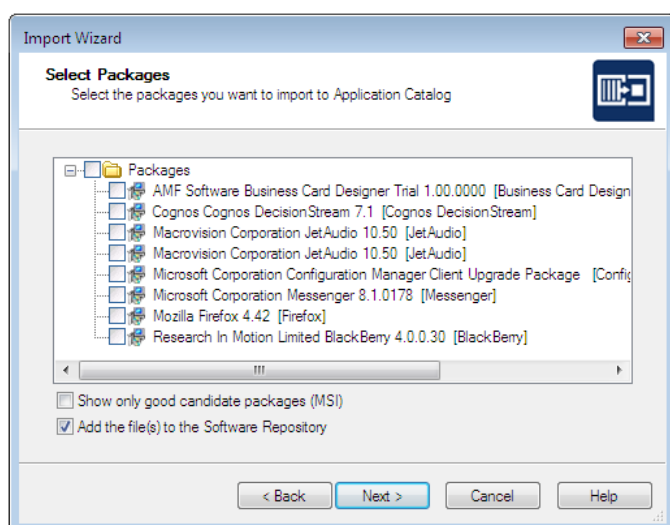 Import Wizard
Select Packages
Select the packages you want to import to Application Catalog
Packages
AMF Software Business Card Designer Trial 1.00.0000 [Business Card Design
Cognos Cognos DecisionStream 7.1 [Cognos DecisionStream]
Macrovision Corporation JetAudio 10.50 [JetAudio]
Macrovision Corporation JetAudio 10.50 [JetAudio]
Microsoft Corporation Configuration Manager Client Upgrade Package [Config
Microsoft Corporation Messenger 8.1.0178 [Messenger]
Mozilla Firefox 4.42 [Firefox]
Research In Motion Limited BlackBerry 4.0.0.30 [BlackBerry]
Show only good candidate packages (MSI)
Add the file(s) to the Software Repository
< Back Next > Cancel Help